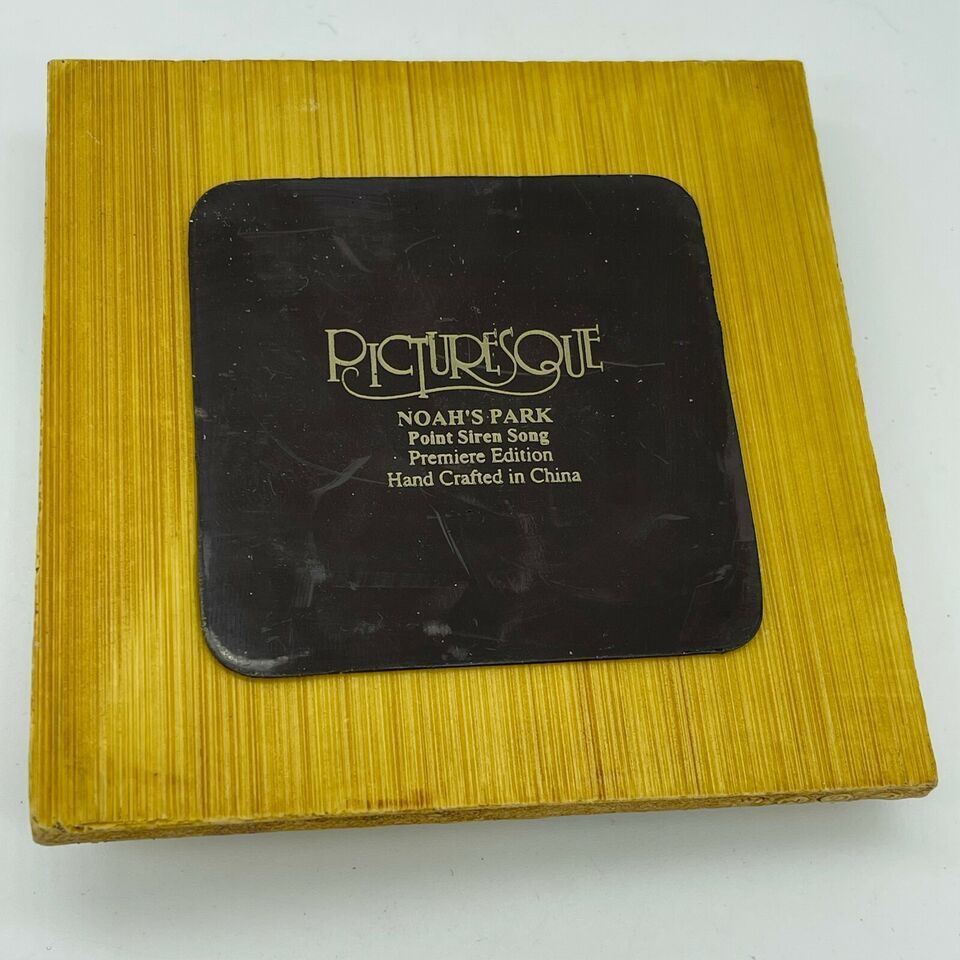 PICTURESQUE
NOAH'S PARK
Point Siren Song
Premiere Edition
Hand Crafted in China